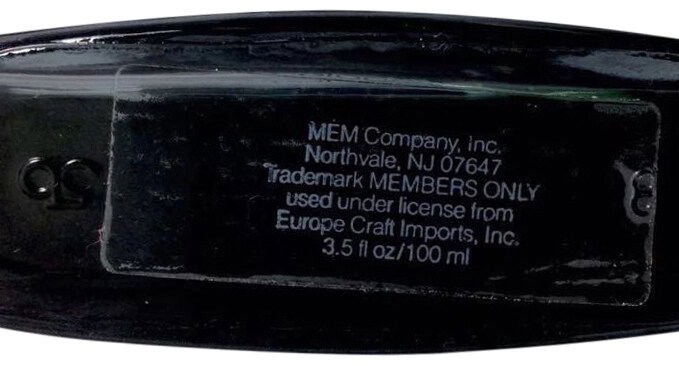 MEM Company, Inc.
Northvale, NJ 07647
Trademark MEMBERS ONLY
used under license from
Europe Craft Imports, Inc.
3.5 fl oz/100 ml